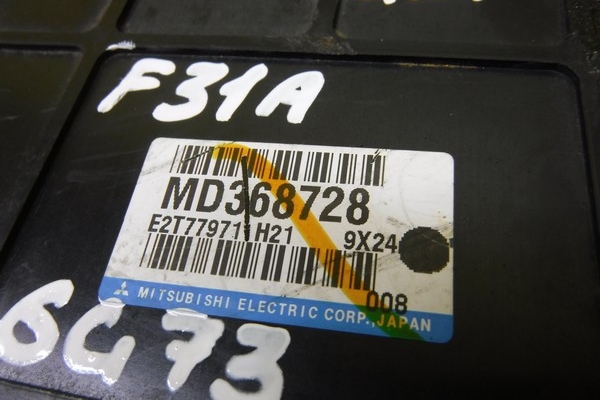 F31A
MD368728
E2T77971 H21 9X24
008
MITSUBISHI ELECTRIC CORP., JAPAN
6G73